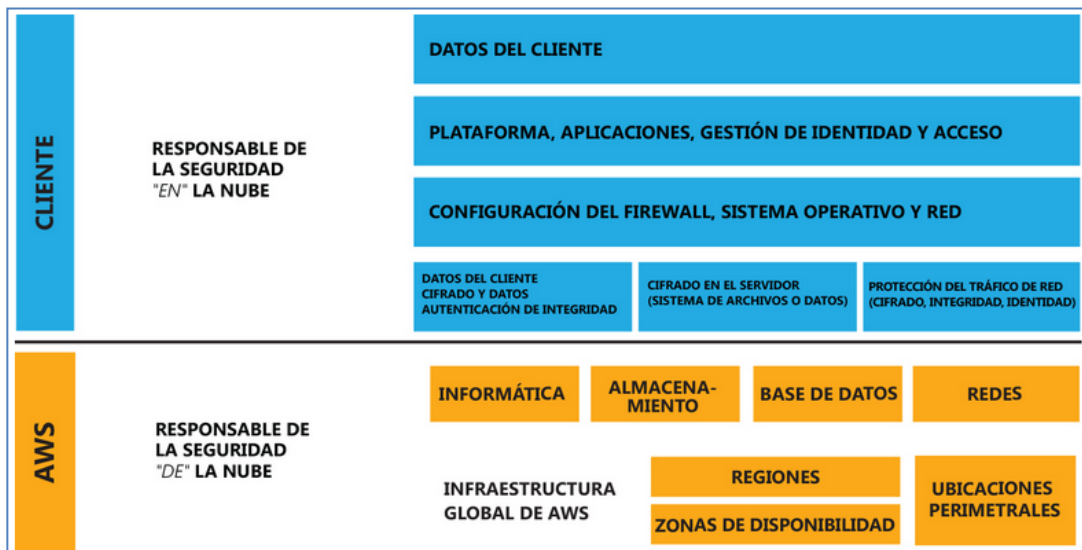 CLIENTE
RESPONSABLE DE
LA SEGURIDAD
"EN" LA NUBE
DATOS DEL CLIENTE
PLATAFORMA, APLICACIONES, GESTIÓN DE IDENTIDAD Y ACCESO
CONFIGURACIÓN DEL FIREWALL, SISTEMA OPERATIVO Y RED
DATOS DEL CLIENTE
CIFRADO Y DATOS
AUTENTICACIÓN DE INTEGRIDAD
CIFRADO EN EL SERVIDOR
(SISTEMA DE ARCHIVOS O DATOS)
PROTECCIÓN DEL TRÁFICO DE RED
(CIFRADO, INTEGRIDAD, IDENTIDAD)
AWS
RESPONSABLE DE
LA SEGURIDAD
"DE" LA NUBE
INFORMÁTICA
ALMACENA-
MIENTO
BASE DE DATOS
REDES
INFRAESTRUCTURA
GLOBAL DE AWS
REGIONES
ZONAS DE DISPONIBILIDAD
UBICACIONES
PERIMETRALES